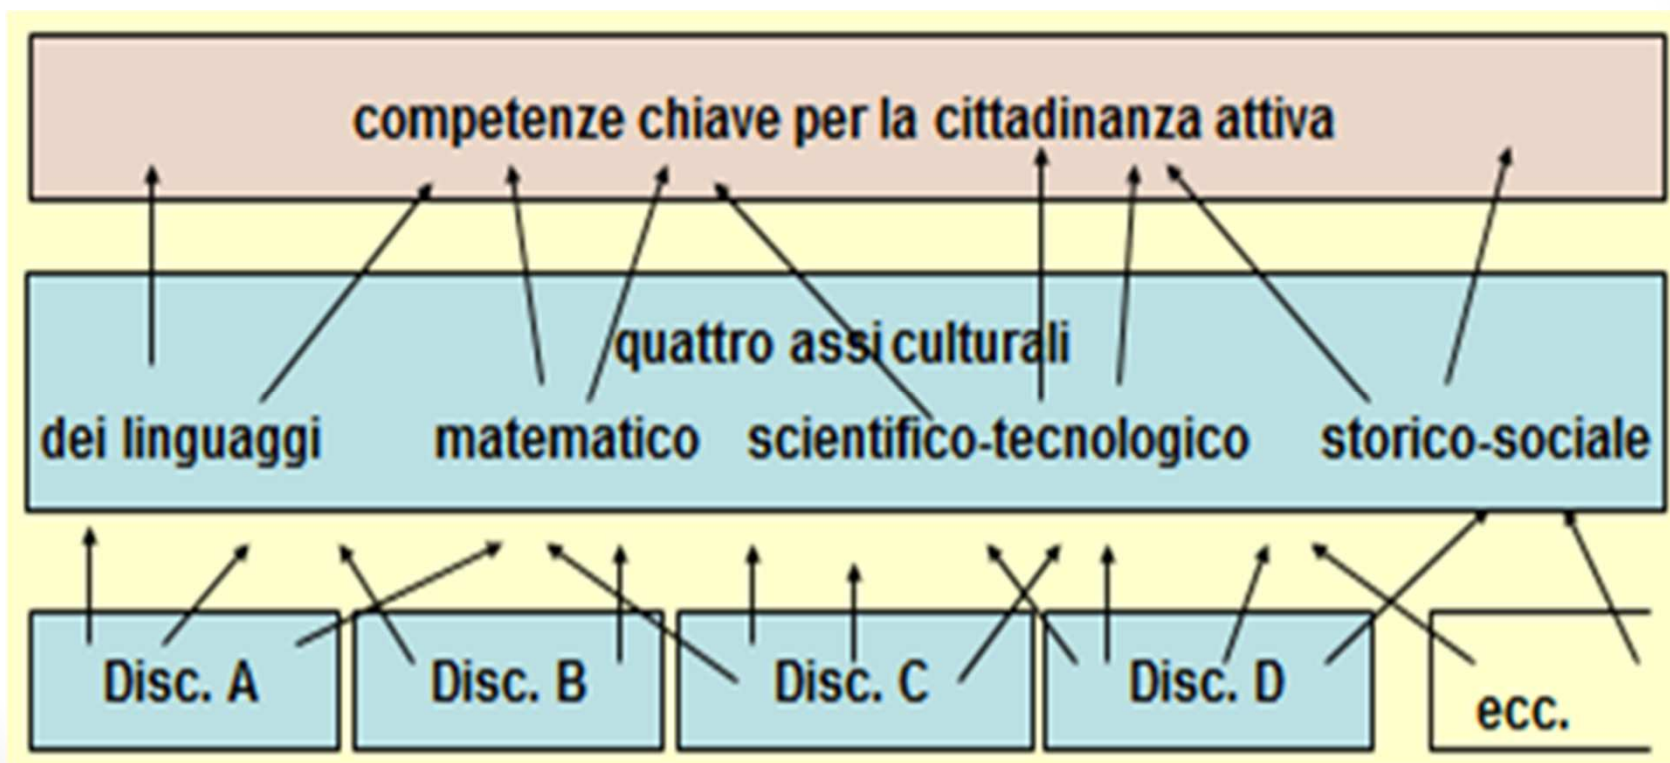 competenze chiave per la cittadinanza attiva
quattro assi culturali
dei linguaggi matematico scientifico-tecnologico storico-sociale
Disc. A Disc. B Disc. C Disc. D ecc.